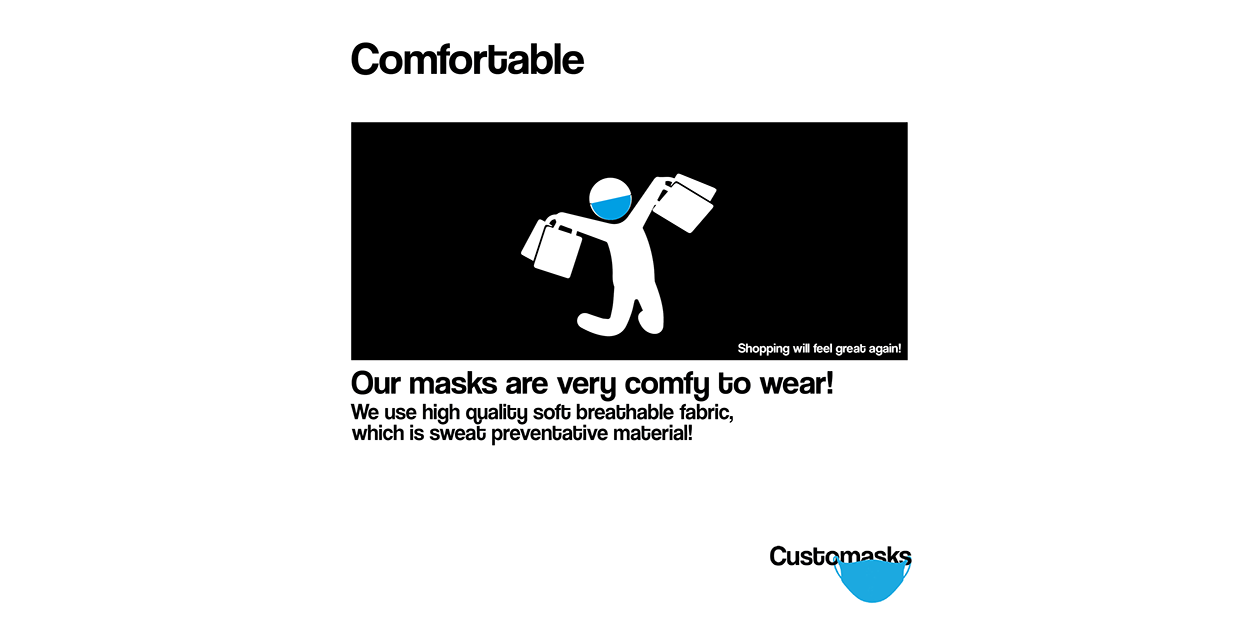 Comfortable
Shopping will feel great again!
Our masks are very comfy to wear!
We use high quality soft breathable fabric,
which is sweat preventative material!
Customasks